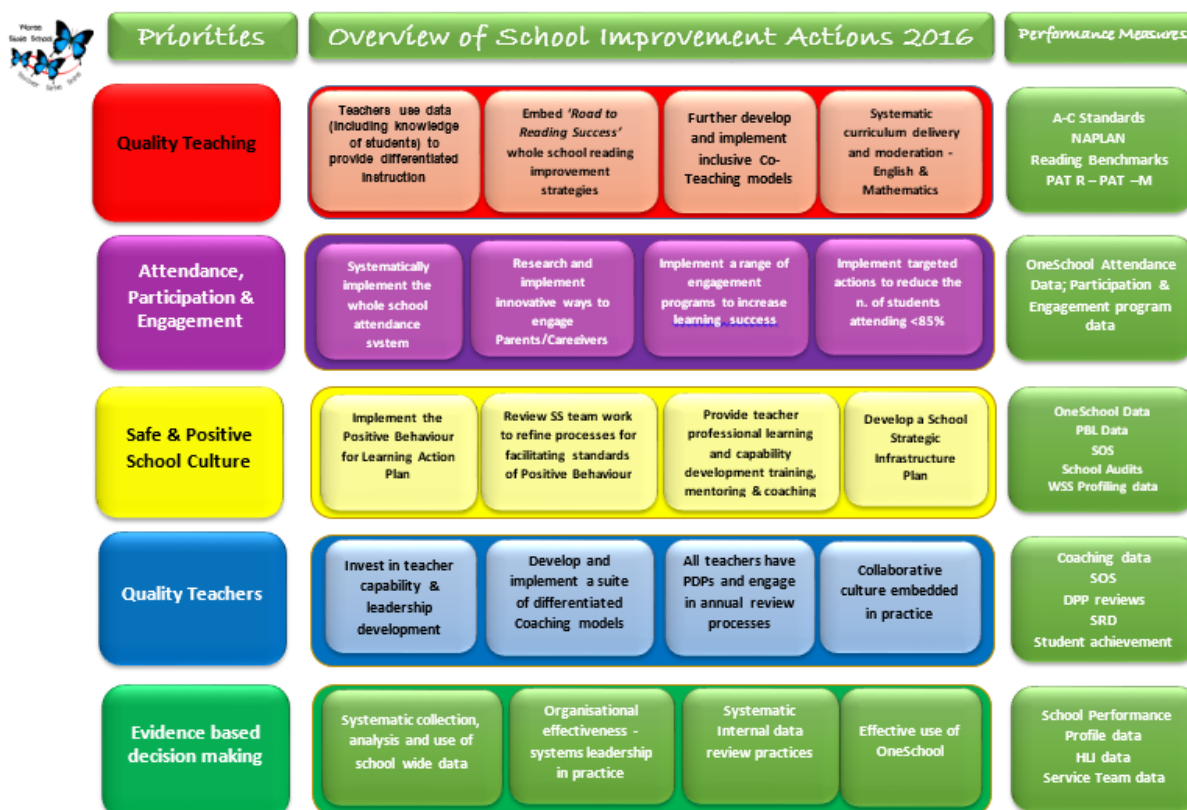 Woree
State School
Discover Strive Shine
Priorities
Overview of School Improvement Actions 2016
Performance Measures
Quality Teaching
Teachers use data
(including knowledge
of students) to
provide differentiated
instruction
Embed 'Road to
Reading Success'
whole school reading
improvement
strategies
Further develop
and implement
inclusive Co-
Teaching models
Systematic
curriculum delivery
and moderation -
English &
Mathematics
A-C Standards
NAPLAN
Reading Benchmarks
PAT R – PAT –M
Attendance,
Participation &
Engagement
Systematically
implement the
whole school
attendance
system
Research and
implement
innovative ways to
engage
Parents/Caregivers
Implement a range of
engagement
programs to increase
learning success
Implement targeted
actions to reduce the
n. of students
attending <85%
OneSchool Attendance
Data; Participation &
Engagement program
data
Safe & Positive
School Culture
Implement the
Positive Behaviour
for Learning Action
Plan
Review SS team work
to refine processes for
facilitating standards
of Positive Behaviour
Provide teacher
professional learning
and capability
development training,
mentoring & coaching
Develop a School
Strategic
Infrastructure
Plan
OneSchool Data
PBL Data
SOS
School Audits
WSS Profiling data
Quality Teachers
Invest in teacher
capability &
leadership
development
Develop and
implement a suite
of differentiated
Coaching models
All teachers have
PDPs and engage
in annual review
processes
Collaborative
culture embedded
in practice
Coaching data
SOS
DPP reviews
SRD
Student achievement
Evidence based
decision making
Systematic collection,
analysis and use of
school wide data
Organisational
effectiveness -
systems leadership
in practice
Systematic
Internal data
review practices
Effective use of
OneSchool
School Performance
Profile data
HLI data
Service Team data